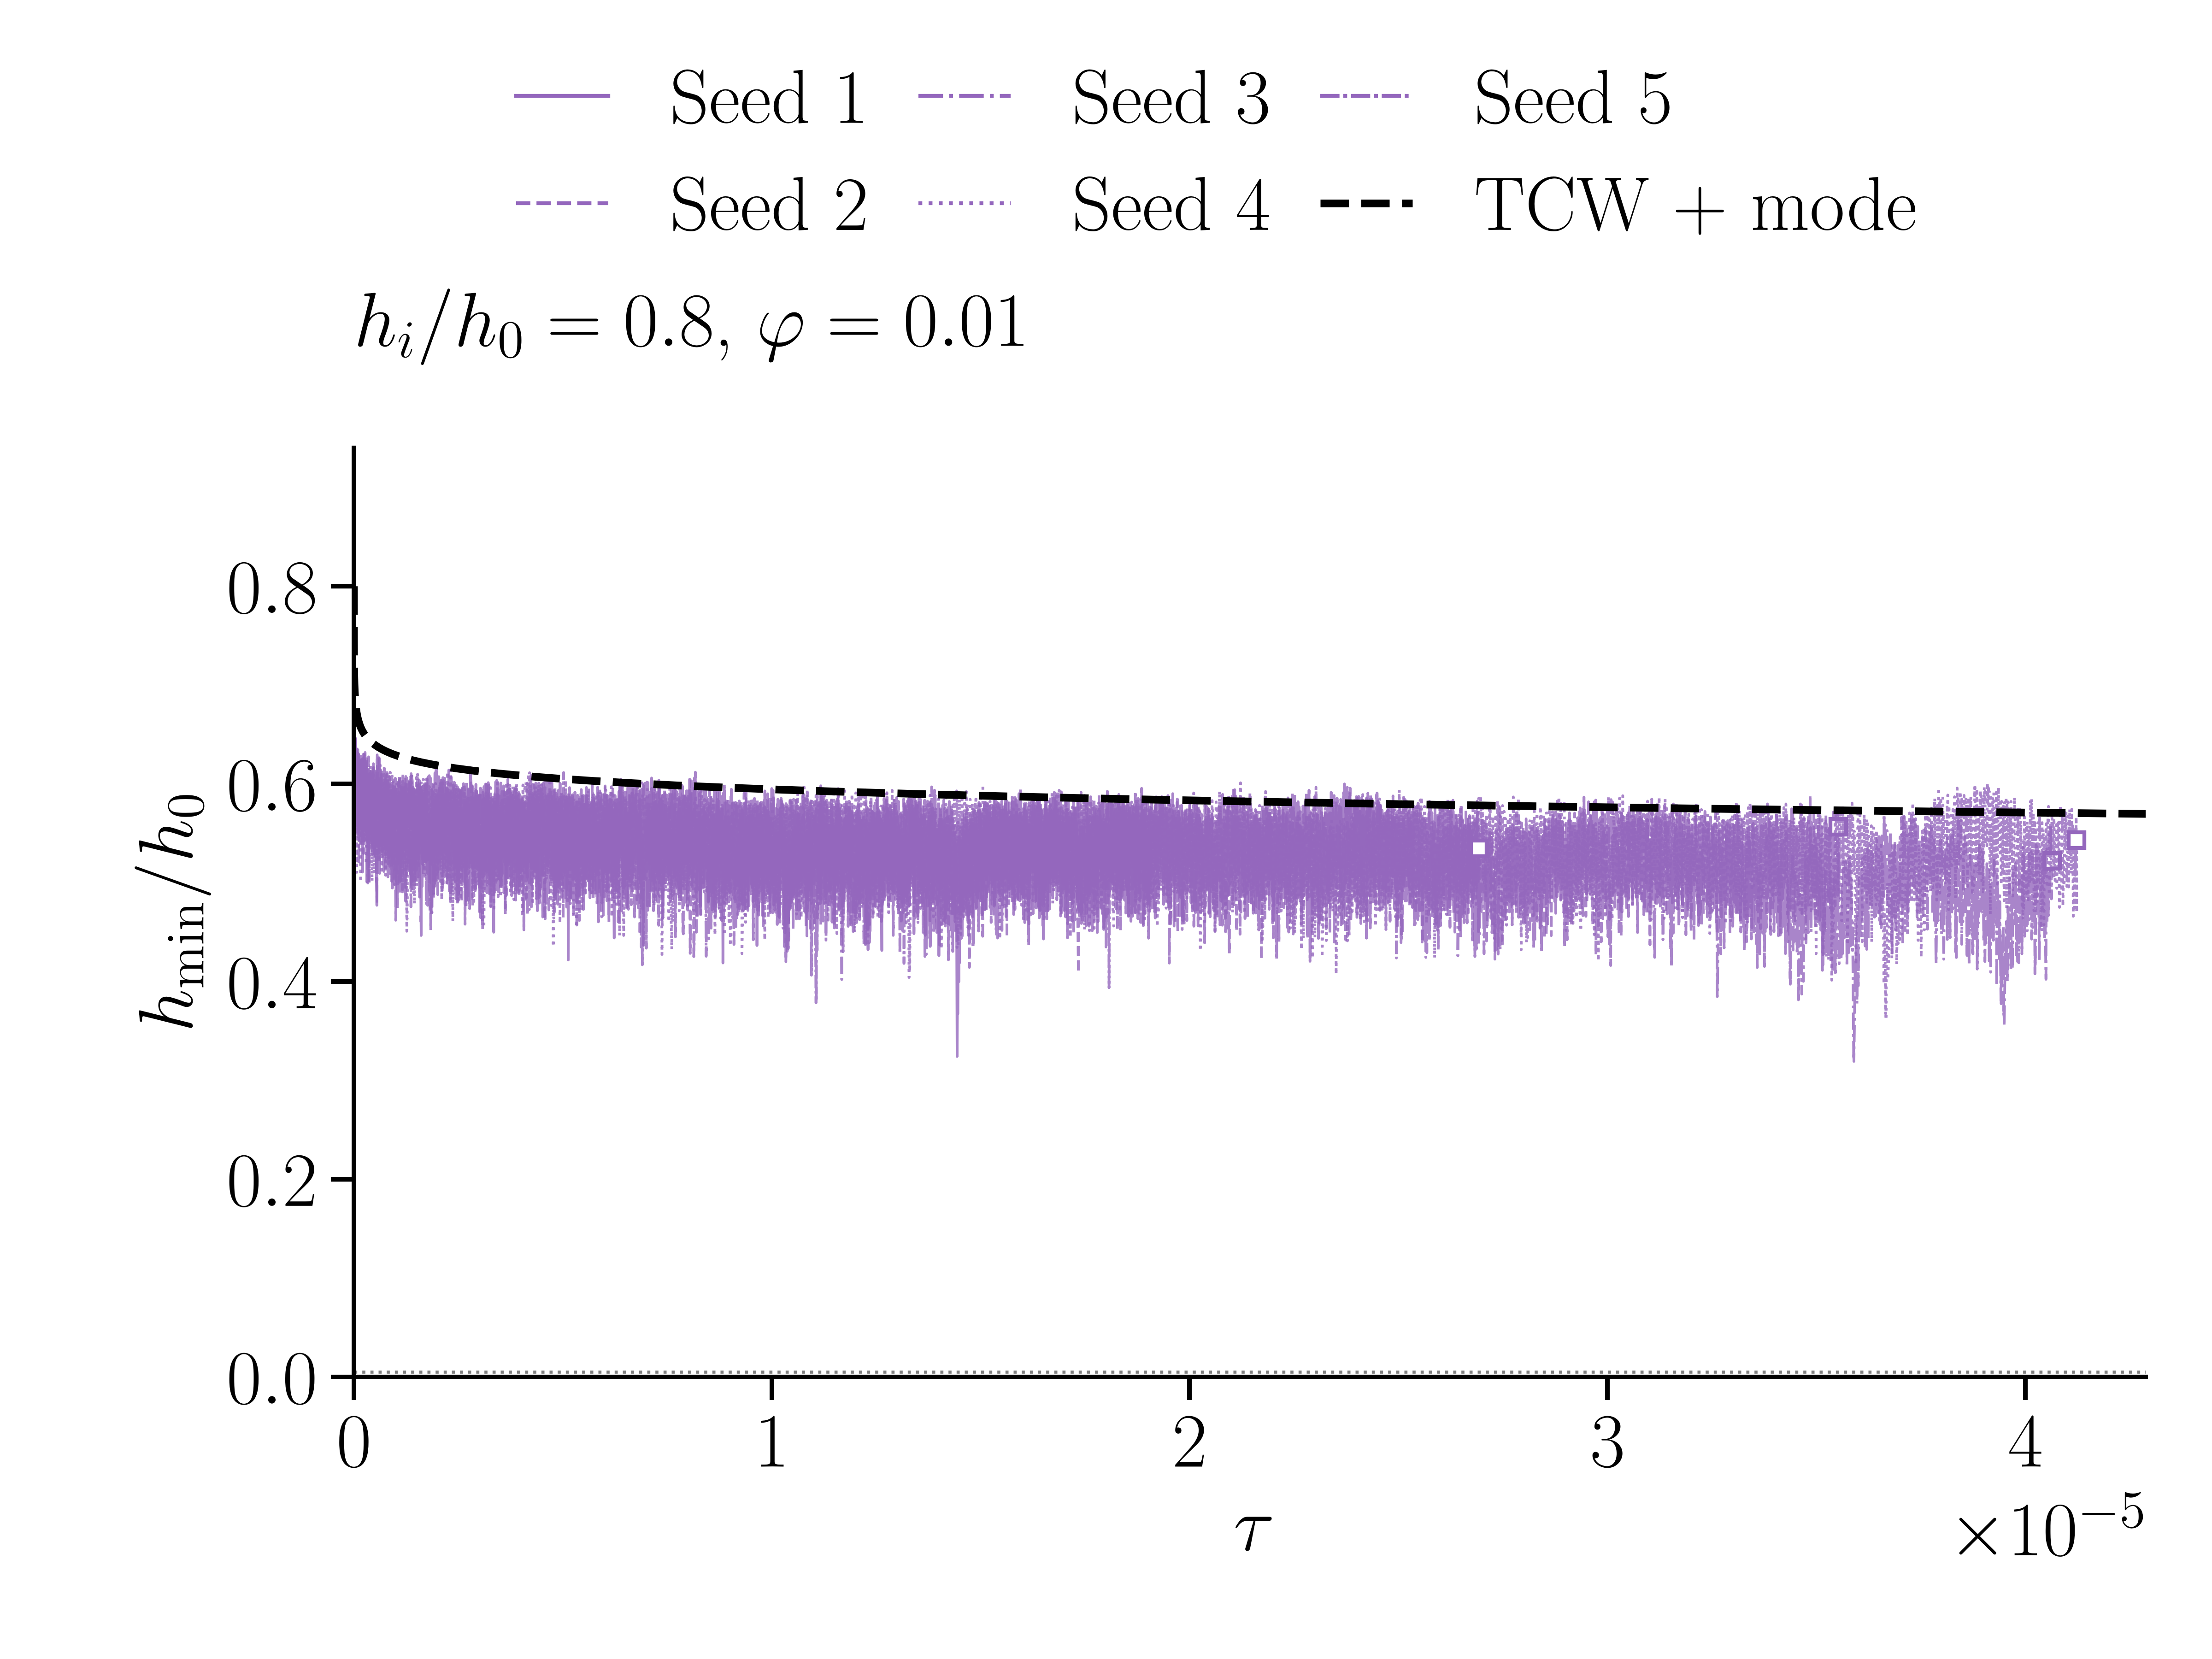 Seed 1 Seed 3 Seed 5
Seed 2 Seed 4 TCW + mode
h_i/h_0 = 0.8, φ = 0.01
h_min/h_0
0.8
0.6
0.4
0.2
0.0
0 1 2 3 4
τ
×10⁻⁵